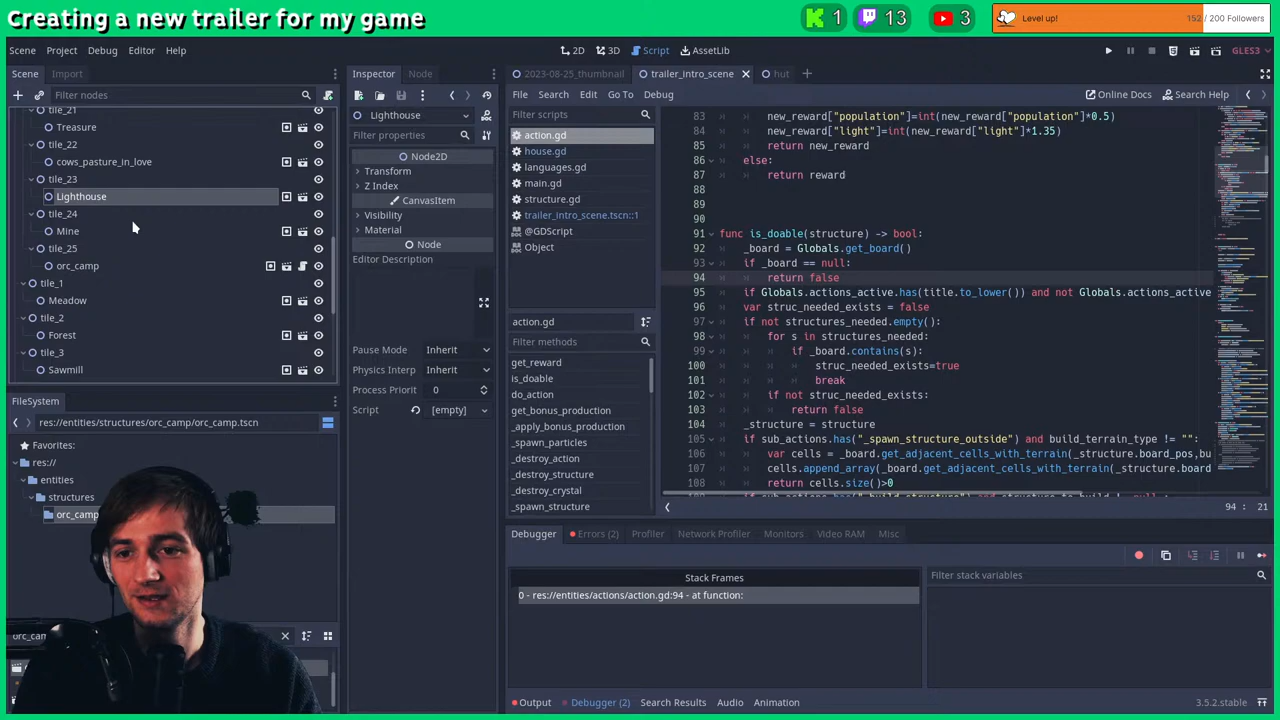 Creating a new trailer for my game
1
13
3
Level up!
152 / 200 Followers
Scene
Project
Debug
Editor
Help
2D
3D
Script
AssetLib
GLES3
Scene
Import
Filter nodes
tile_21
Treasure
tile_22
cows_pasture_in_love
tile_23
Lighthouse
tile_24
Mine
tile_25
orc_camp
tile_1
Meadow
tile_2
Forest
tile_3
Sawmill
FileSystem
res://entities/structures/orc_camp/orc_camp.tscn
Favorites:
res://
entities
structures
orc_camp
orc_cam
Inspector
Node
Lighthouse
Filter properties
Node2D
Transform
Z Index
CanvasItem
Visibility
Material
Node
Editor Description
Pause Mode
Inherit
Physics Interp
Inherit
Process Priorit
0
Script
[empty]
2023-08-25_thumbnail
trailer_intro_scene
hut
File
Search
Edit
Go To
Debug
Online Docs
Search Help
Filter scripts
action.gd
house.gd
languages.gd
main.gd
structure.gd
trailer_intro_scene.tscn::1
@GDScript
Object
action.gd
Filter methods
get_reward
is_doable
do_action
get_bonus_production
_apply_bonus_production
_spawn_particles
_destroy_action
_destroy_structure
_destroy_crystal
_spawn_structure
83 new_reward["population"]=int(new_reward["population"]*0.5)
84 new_reward["light"]=int(new_reward["light"]*1.35)
85 return new_reward
86 else:
87 return reward
88
89
90
91 func is_doable(structure) -> bool:
92 _board = Globals.get_board()
93 if _board == null:
94 return false
95 if Globals.actions_active.has(title.to_lower()) and not Globals.actions_active
96 var struc_needed_exists = false
97 if not structures_needed.empty():
98 for s in structures_needed:
99 if _board.contains(s):
100 struc_needed_exists=true
101 break
102 if not struc_needed_exists:
103 return false
104 _structure = structure
105 if sub_actions.has("_spawn_structure_outside") and build_terrain_type != "":
106 var cells = _board.get_adjacent_cells_with_terrain(_structure.board_pos,bu
107 cells.append_array(_board.get_adjacent_cells_with_terrain(_structure.board
108 return cells.size()>0
94 : 21
Debugger
Errors (2)
Profiler
Network Profiler
Monitors
Video RAM
Misc
Stack Frames
0 - res://entities/actions/action.gd:94 - at function:
Filter stack variables
Output
Debugger (2)
Search Results
Audio
Animation
3.5.2.stable